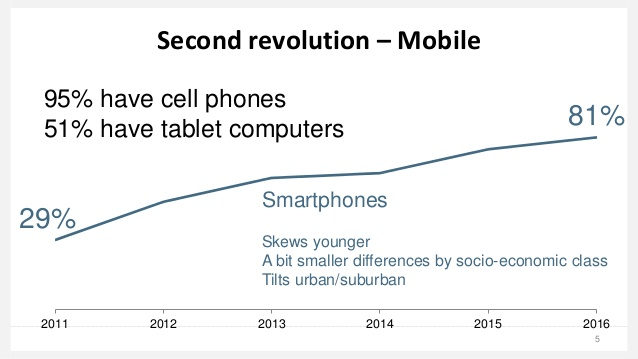 Second revolution – Mobile
95% have cell phones
51% have tablet computers
81%
29%
Smartphones
Skews younger
A bit smaller differences by socio-economic class
Tilts urban/suburban
2011 2012 2013 2014 2015 2016
5